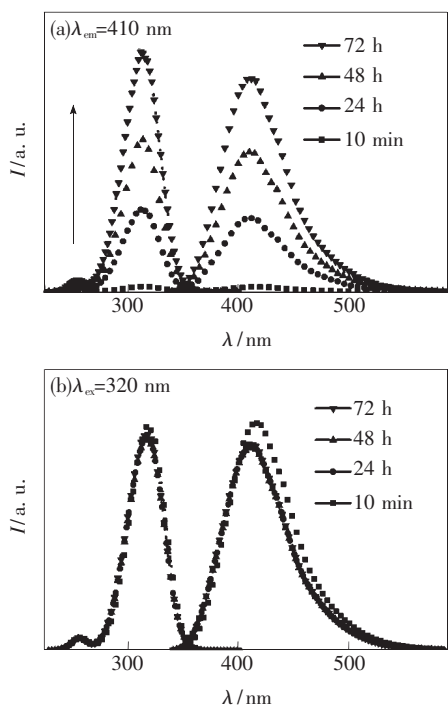 (a)λem=410 nm
72 h
48 h
24 h
10 min
I/a. u.
300 400 500
λ/nm
(b)λex=320 nm
72 h
48 h
24 h
10 min
I/a. u.
300 400 500
λ/nm